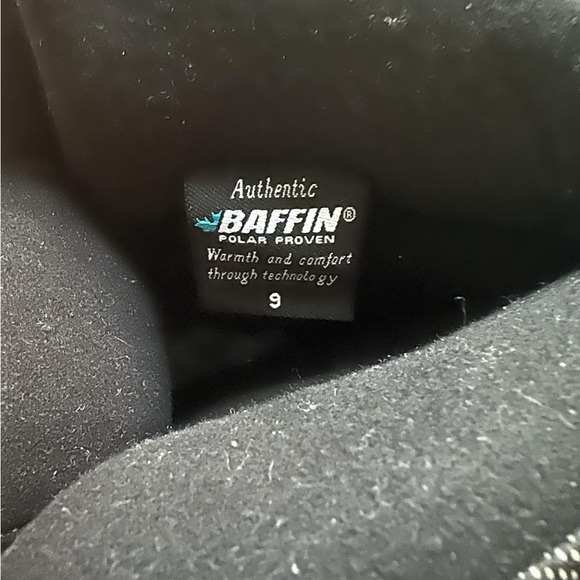 Authentic
BAFFIN®
POLAR PROVEN
Warmth and comfort
through technology
9